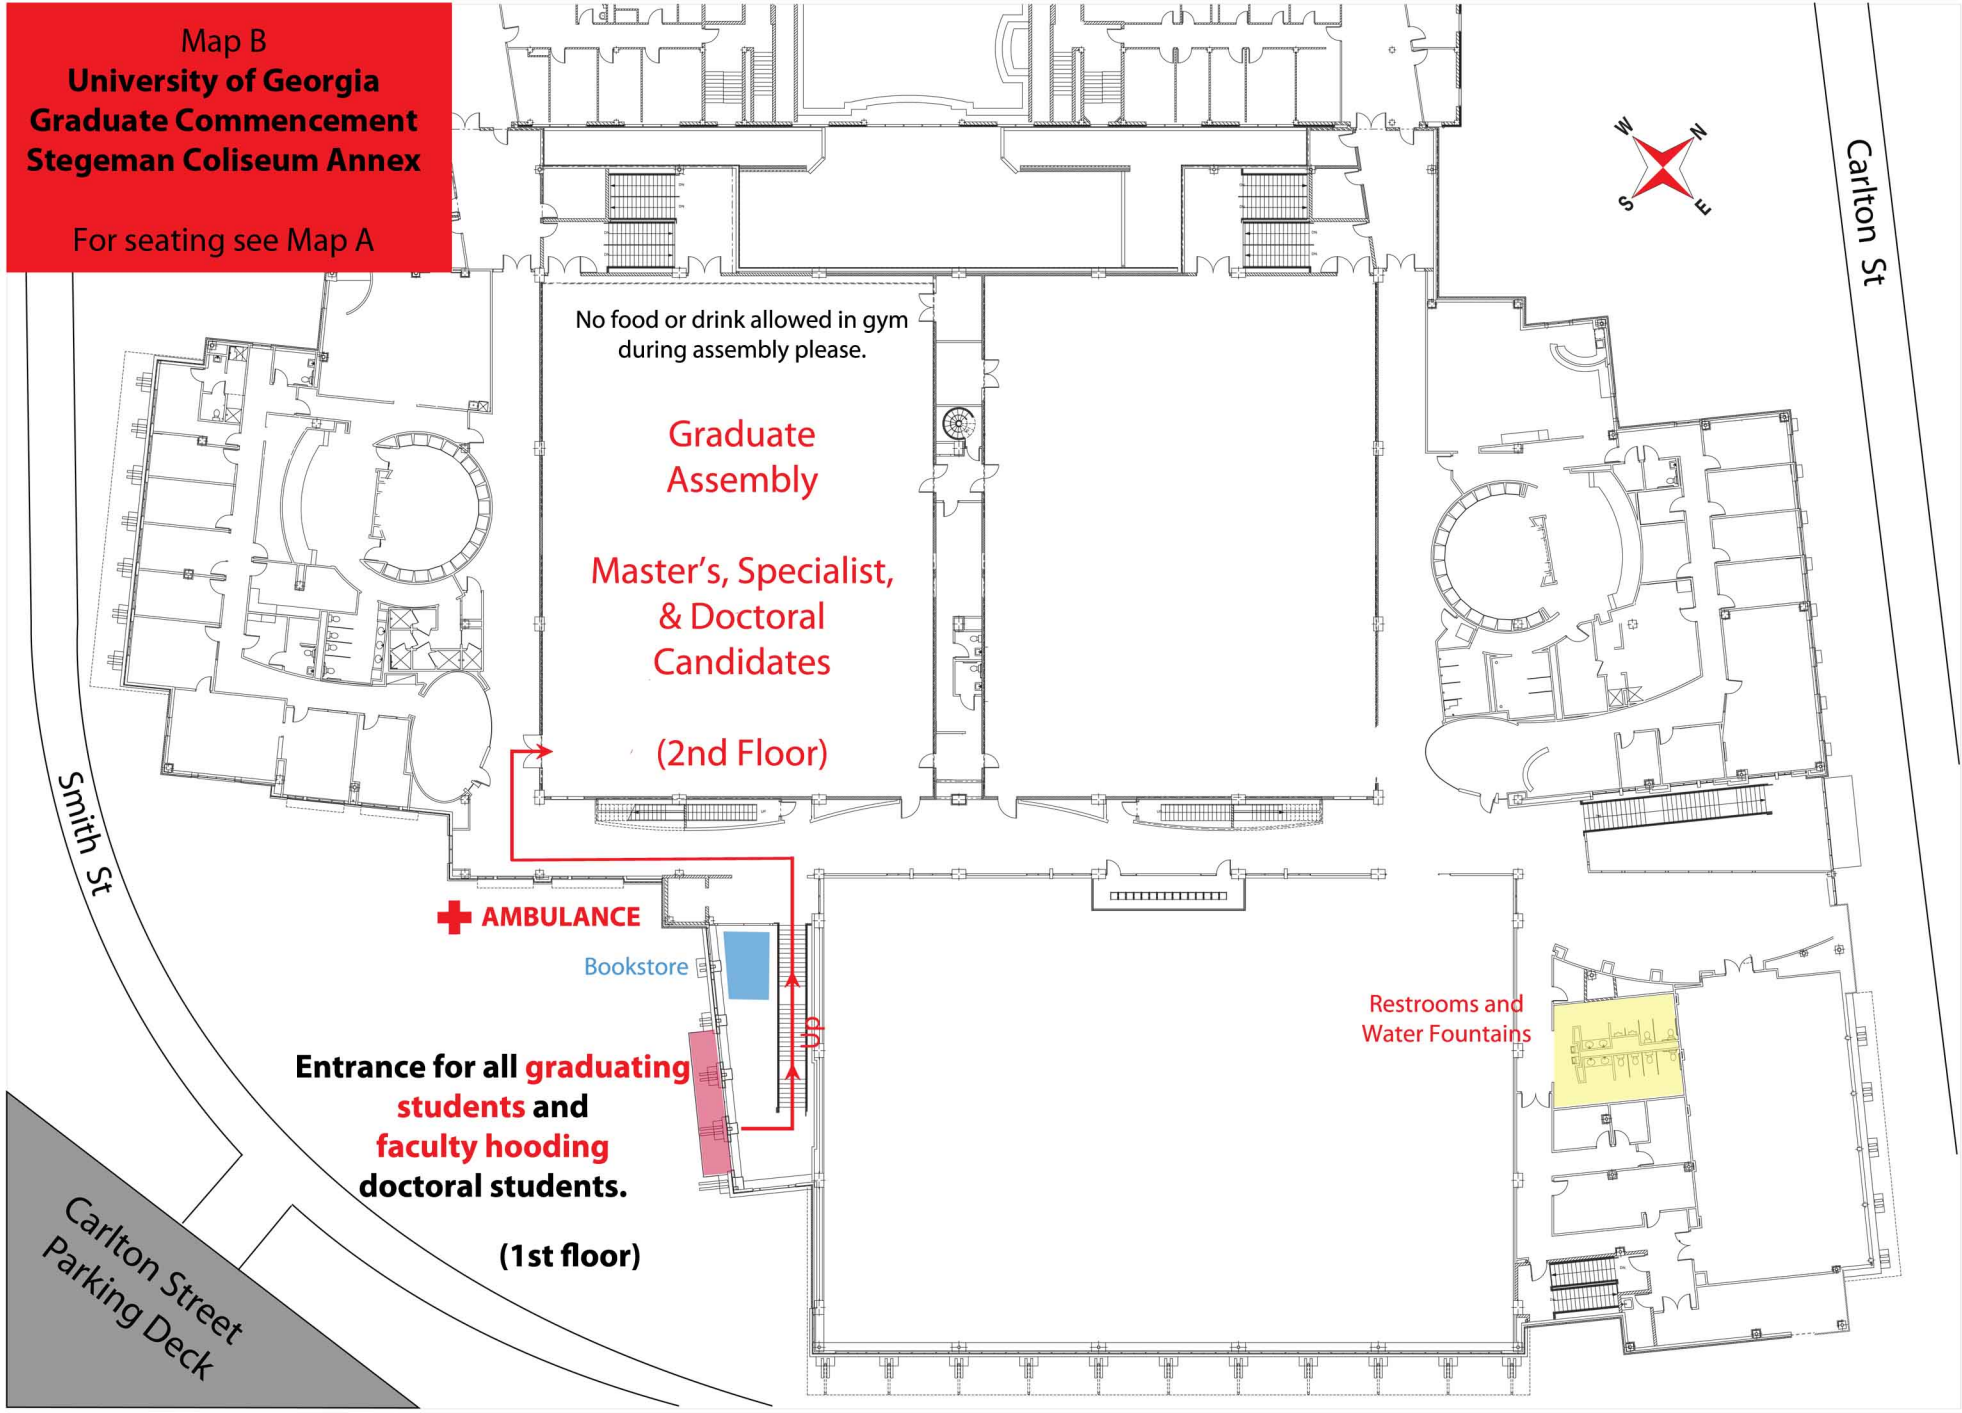 Map B
University of Georgia
Graduate Commencement
Stegeman Coliseum Annex
For seating see Map A
W
N
S
E
Carlton St
No food or drink allowed in gym
during assembly please.
Graduate
Assembly
Master's, Specialist,
& Doctoral
Candidates
(2nd Floor)
Smith St
AMBULANCE
Bookstore
Up
Restrooms and
Water Fountains
Entrance for all graduating
students and
faculty hooding
doctoral students.
(1st floor)
Carlton Street
Parking Deck